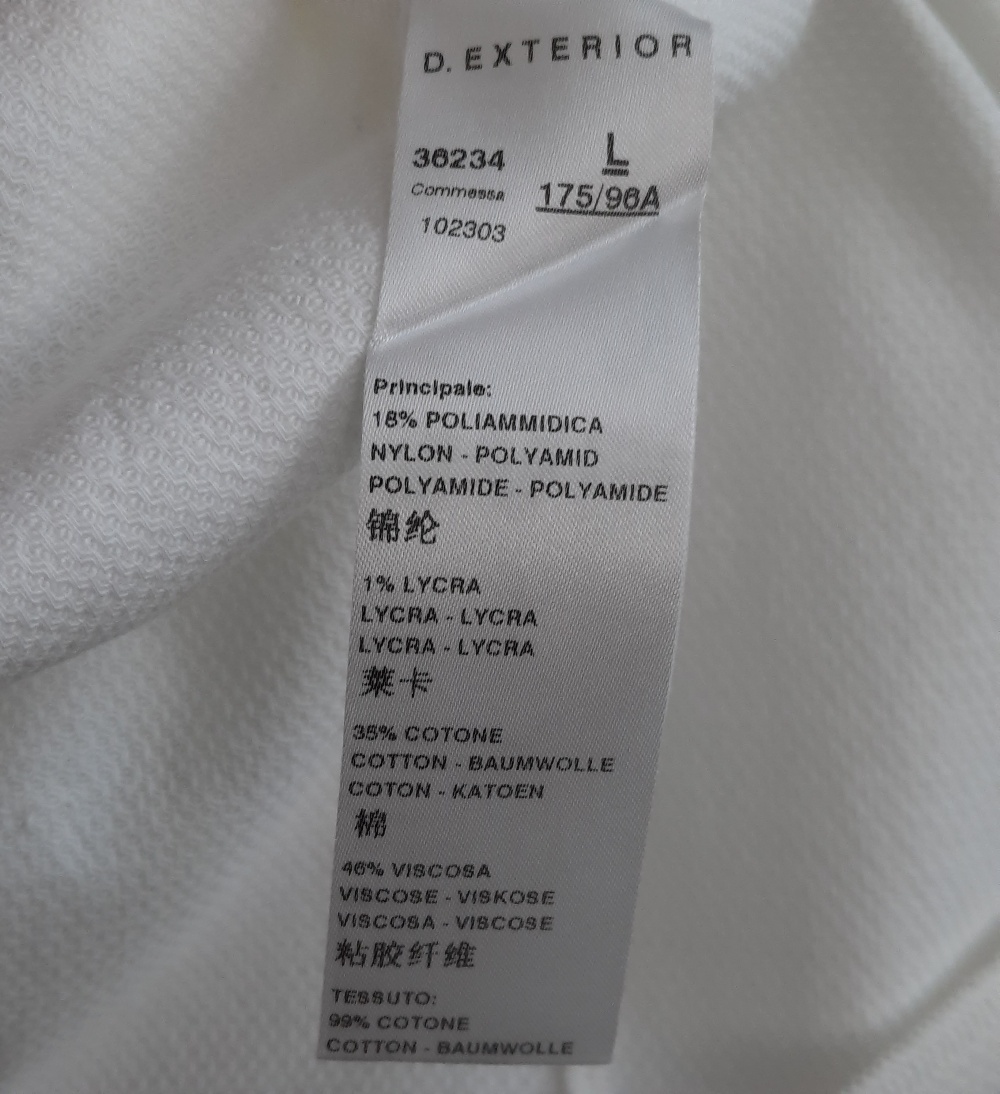 D. EXTERIOR
36234
L
Commessa
175/96A
102303
Principale:
18% POLIAMMIDICA
NYLON - POLYAMID
POLYAMIDE - POLYAMIDE
锦纶
1% LYCRA
LYCRA - LYCRA
LYCRA - LYCRA
莱卡
35% COTONE
COTTON - BAUMWOLLE
COTON - KATOEN
棉
46% VISCOSA
VISCOSE - VISKOSE
VISCOSA - VISCOSE
粘胶纤维
TESSUTO:
99% COTONE
COTTON - BAUMWOLLE